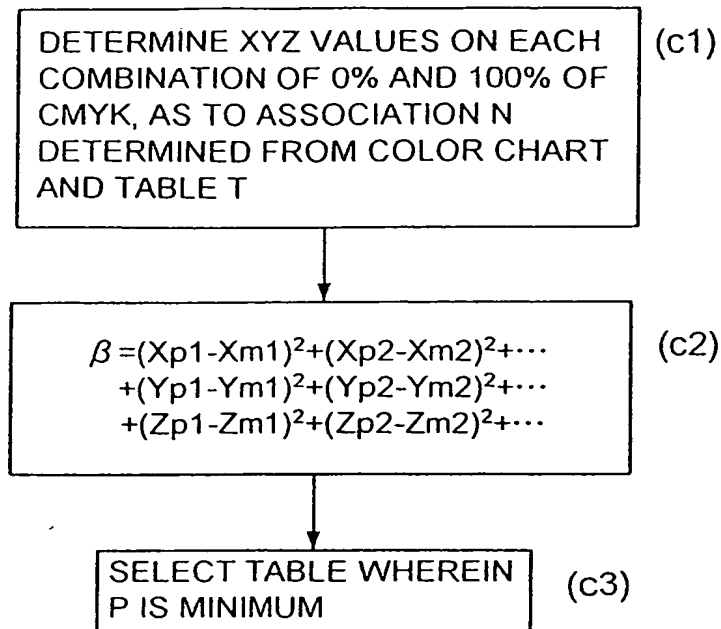 DETERMINE XYZ VALUES ON EACH
COMBINATION OF 0% AND 100% OF
CMYK, AS TO ASSOCIATION N
DETERMINED FROM COLOR CHART
AND TABLE T
(c1)
β=(Xp1-Xm1)²+(Xp2-Xm2)²+⋯
+(Yp1-Ym1)²+(Yp2-Ym2)²+⋯
+(Zp1-Zm1)²+(Zp2-Zm2)²+⋯
(c2)
SELECT TABLE WHEREIN
P IS MINIMUM
(c3)